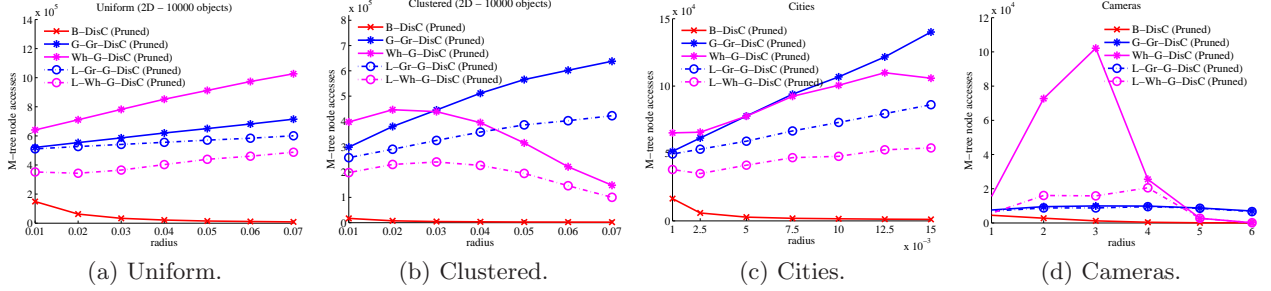 Uniform (2D − 10000 objects)
x 10^5
14
12
10
8
6
4
2
0
M−tree node accesses
B−DisC (Pruned)
G−Gr−DisC (Pruned)
Wh−G−DisC (Pruned)
L−Gr−G−DisC (Pruned)
L−Wh−G−DisC (Pruned)
0.01 0.02 0.03 0.04 0.05 0.06 0.07
radius
(a) Uniform.
Clustered (2D − 10000 objects)
x 10^5
8
7
6
5
4
3
2
1
0
M−tree node accesses
B−DisC (Pruned)
G−Gr−DisC (Pruned)
Wh−G−DisC (Pruned)
L−Gr−G−DisC (Pruned)
L−Wh−G−DisC (Pruned)
0.01 0.02 0.03 0.04 0.05 0.06 0.07
radius
(b) Clustered.
Cities
x 10^4
15
10
5
0
M−tree node accesses
B−DisC (Pruned)
G−Gr−DisC (Pruned)
Wh−G−DisC (Pruned)
L−Gr−G−DisC (Pruned)
L−Wh−G−DisC (Pruned)
1 2.5 5 7.5 10 12.5 15
radius
x 10^−3
(c) Cities.
Cameras
x 10^4
12
10
8
6
4
2
0
M−tree node accesses
B−DisC (Pruned)
G−Gr−DisC (Pruned)
Wh−G−DisC (Pruned)
L−Gr−G−DisC (Pruned)
L−Wh−G−DisC (Pruned)
1 2 3 4 5 6
radius
(d) Cameras.